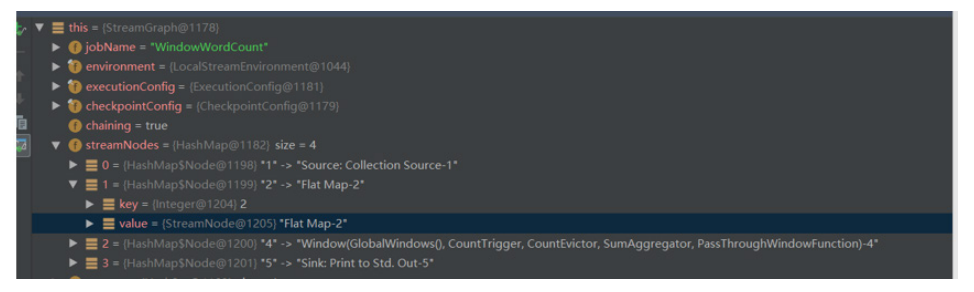 this = {StreamGraph@1178}
jobName = "WindowWordCount"
environment = {LocalStreamEnvironment@1044}
executionConfig = {ExecutionConfig@1181}
checkpointConfig = {CheckpointConfig@1179}
chaining = true
streamNodes = {HashMap@1182} size = 4
0 = {HashMap$Node@1198} "1" -> "Source: Collection Source-1"
1 = {HashMap$Node@1199} "2" -> "Flat Map-2"
key = {Integer@1204} 2
value = {StreamNode@1205} "Flat Map-2"
2 = {HashMap$Node@1200} "4" -> "Window(GlobalWindows(), CountTrigger, CountEvictor, SumAggregator, PassThroughWindowFunction)-4"
3 = {HashMap$Node@1201} "5" -> "Sink: Print to Std. Out-5"